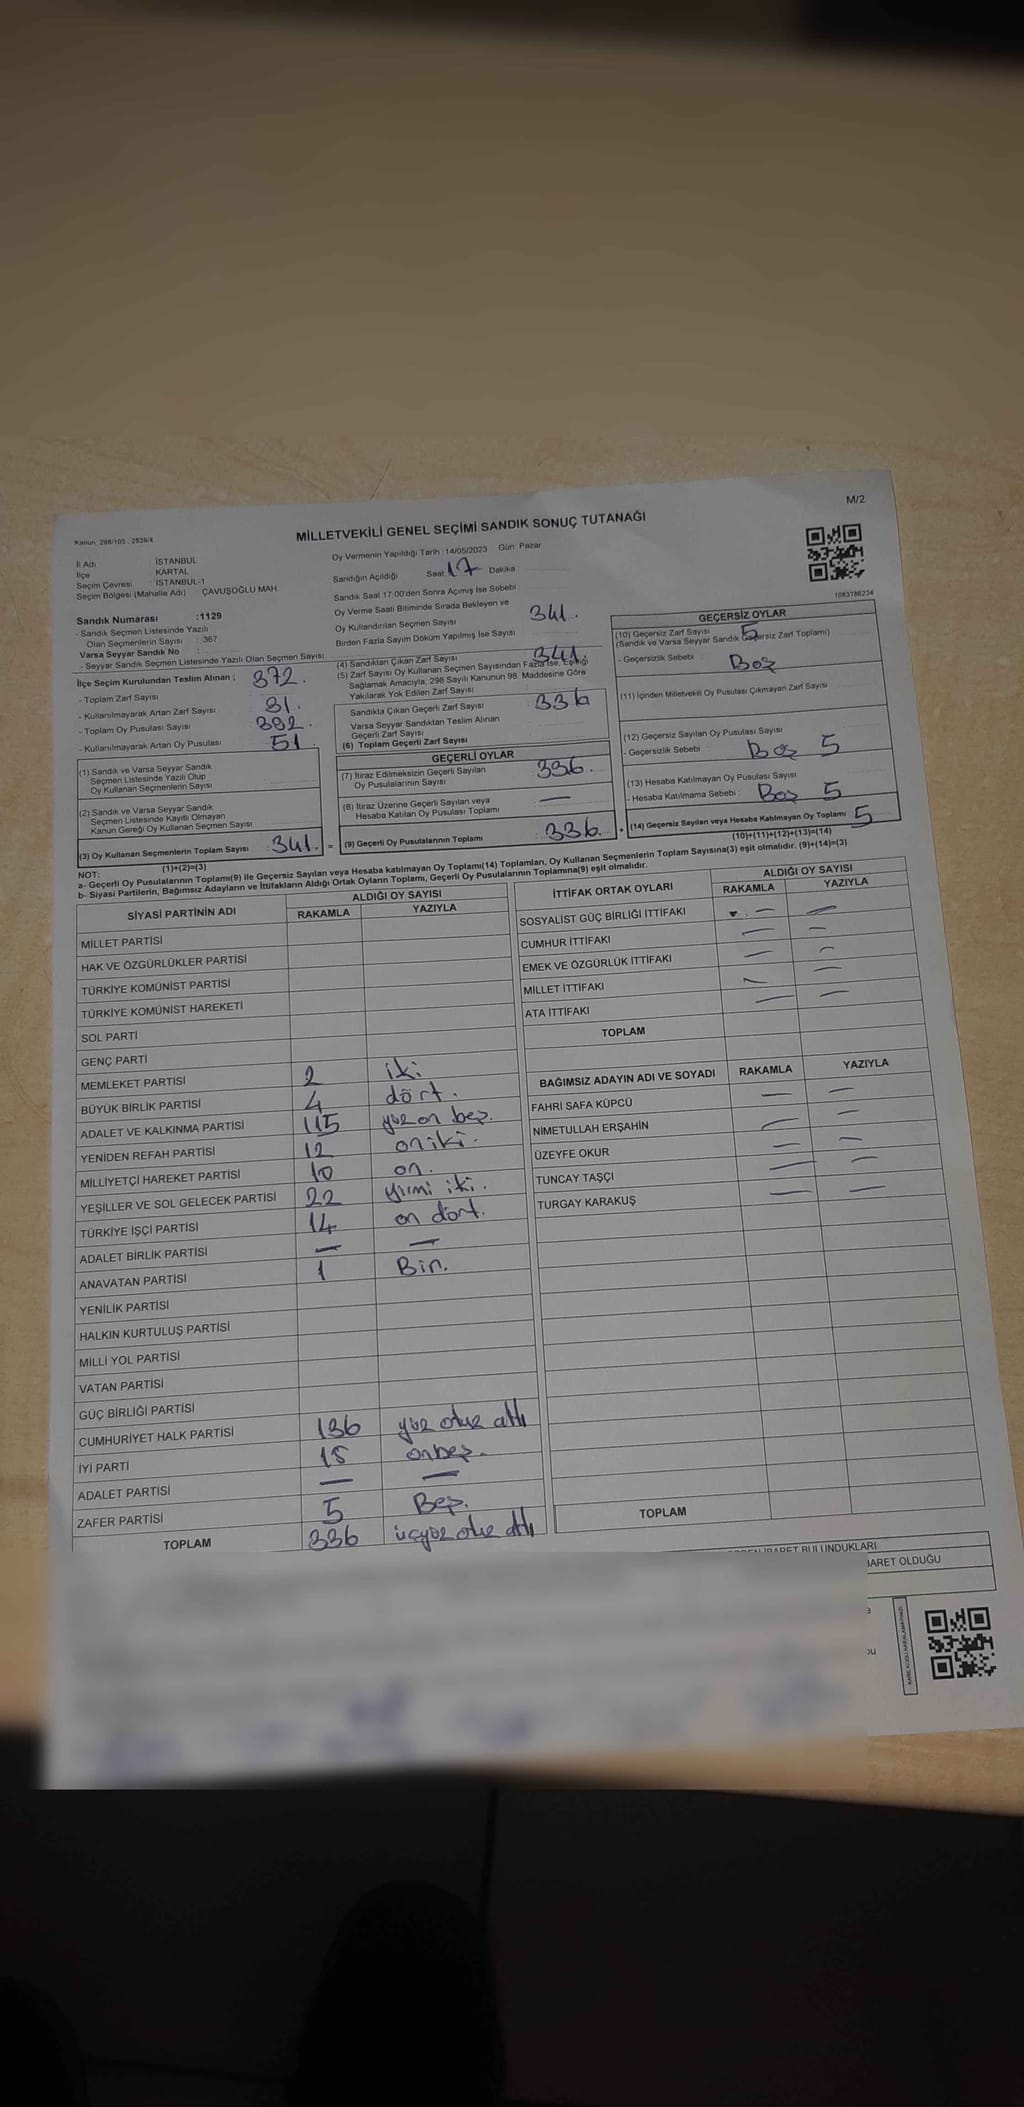 M/2
Kanun: 298/105 , 2839/4
MİLLETVEKİLİ GENEL SEÇİMİ SANDIK SONUÇ TUTANAĞI
İl Adı : İSTANBUL
İlçe : KARTAL
Seçim Çevresi : İSTANBUL-1
Seçim Bölgesi (Mahalle Adı) : ÇAVUŞOĞLU MAH.
Oy Vermenin Yapıldığı Tarih : 14/05/2023 Gün: Pazar
Sandığın Açıldığı Saat 17 Dakika
Sandık Saat 17.00'den Sonra Açımış İse Sebebi
Oy Verme Saati Bitiminde Sırada Bekleyen ve
Oy Kullandırılan Seçmen Sayısı 341.
Birden Fazla Sayım Döküm Yapılmış İse Sayısı
1083786234
Sandık Numarası :1129
- Sandık Seçmen Listesinde Yazılı
Olan Seçmenlerin Sayısı : 367
Varsa Seyyar Sandık No :
- Seyyar Sandık Seçmen Listesinde Yazılı Olan Seçmen Sayısı
İlçe Seçim Kurulundan Teslim Alınan ; 372.
- Toplam Zarf Sayısı
- Kullanılmayarak Artan Zarf Sayısı 31.
- Toplam Oy Pusulası Sayısı 392.
- Kullanılmayarak Artan Oy Pusulası 51
(1) Sandık ve Varsa Seyyar Sandık
Seçmen Listesinde Yazılı Olup
Oy Kullanan Seçmenlerin Sayısı
(2) Sandık ve Varsa Seyyar Sandık
Seçmen Listesinde Kayıtlı Olmayan
Kanun Gereği Oy Kullanan Seçmen Sayısı
(3) Oy Kullanan Seçmenlerin Toplam Sayısı : 341.
(1)+(2)=(3)
(4) Sandıktan Çıkan Zarf Sayısı 341.
(5) Zarf Sayısı Oy Kullanan Seçmen Sayısından Fazla İse, Eşitliği
Sağlamak Amacıyla, 298 Sayılı Kanunun 98. Maddesine Göre
Yakılarak Yok Edilen Zarf Sayısı
Sandıkta Çıkan Geçerli Zarf Sayısı 336
Varsa Seyyar Sandıktan Teslim Alınan
Geçerli Zarf Sayısı
(6) Toplam Geçerli Zarf Sayısı
GEÇERLİ OYLAR
(7) İtiraz Edilmeksizin Geçerli Sayılan
Oy Pusulalarının Sayısı 336.
(8) İtiraz Üzerine Geçerli Sayılan veya
Hesaba Katılan Oy Pusulası Toplamı —
= (9) Geçerli Oy Pusulalarının Toplamı 336. +
GEÇERSİZ OYLAR
(10) Geçersiz Zarf Sayısı 5
(Sandık ve Varsa Seyyar Sandık Geçersiz Zarf Toplamı)
- Geçersizlik Sebebi : Boş
(11) İçinden Milletvekili Oy Pusulası Çıkmayan Zarf Sayısı
(12) Geçersiz Sayılan Oy Pusulası Sayısı
- Geçersizlik Sebebi : Boş 5
(13) Hesaba Katılmayan Oy Pusulası Sayısı
- Hesaba Katılmama Sebebi : Boş 5
(14) Geçersiz Sayılan veya Hesaba Katılmayan Oy Toplamı 5
(10)+(11)+(12)+(13)=(14)
NOT:
a- Geçerli Oy Pusulalarının Toplamı(9) ile Geçersiz Sayılan veya Hesaba katılmayan Oy Toplamı(14) Toplamları, Oy Kullanan Seçmenlerin Toplam Sayısına(3) eşit olmalıdır. (9)+(14)=(3)
b- Siyasi Partilerin, Bağımsız Adayların ve İttifakların Aldığı Ortak Oyların Toplamı, Geçerli Oy Pusulalarının Toplamına(9) eşit olmalıdır.
SİYASİ PARTİNİN ADI ALDIĞI OY SAYISI
RAKAMLA YAZIYLA
MİLLET PARTİSİ
HAK VE ÖZGÜRLÜKLER PARTİSİ
TÜRKİYE KOMÜNİST PARTİSİ
TÜRKİYE KOMÜNİST HAREKETİ
SOL PARTİ
GENÇ PARTİ
MEMLEKET PARTİSİ 2 iki
BÜYÜK BİRLİK PARTİSİ 4 dört.
ADALET VE KALKINMA PARTİSİ 115 yüz on beş.
YENİDEN REFAH PARTİSİ 12 oniki.
MİLLİYETÇİ HAREKET PARTİSİ 10 on.
YEŞİLLER VE SOL GELECEK PARTİSİ 22 yirmi iki.
TÜRKİYE İŞÇİ PARTİSİ 14 on dört.
ADALET BİRLİK PARTİSİ — —
ANAVATAN PARTİSİ 1 Bir.
YENİLİK PARTİSİ
HALKIN KURTULUŞ PARTİSİ
MİLLİ YOL PARTİSİ
VATAN PARTİSİ
GÜÇ BİRLİĞİ PARTİSİ
CUMHURİYET HALK PARTİSİ 136 yüz otuz altı
İYİ PARTİ 15 onbeş.
ADALET PARTİSİ — —
ZAFER PARTİSİ 5 Beş.
TOPLAM 336 üçyüz otuz altı
İTTİFAK ORTAK OYLARI ALDIĞI OY SAYISI
RAKAMLA YAZIYLA
SOSYALİST GÜÇ BİRLİĞİ İTTİFAKI — —
CUMHUR İTTİFAKI — —
EMEK VE ÖZGÜRLÜK İTTİFAKI — —
MİLLET İTTİFAKI — —
ATA İTTİFAKI — —
TOPLAM
BAĞIMSIZ ADAYIN ADI VE SOYADI RAKAMLA YAZIYLA
FAHRİ SAFA KÜPCÜ — —
NİMETULLAH ERŞAHİN — —
ÜZEYFE OKUR — —
TUNCAY TAŞÇI — —
TURGAY KARAKUŞ — —
TOPLAM
İBARET BULUNDUKLARI
İBARET OLDUĞU